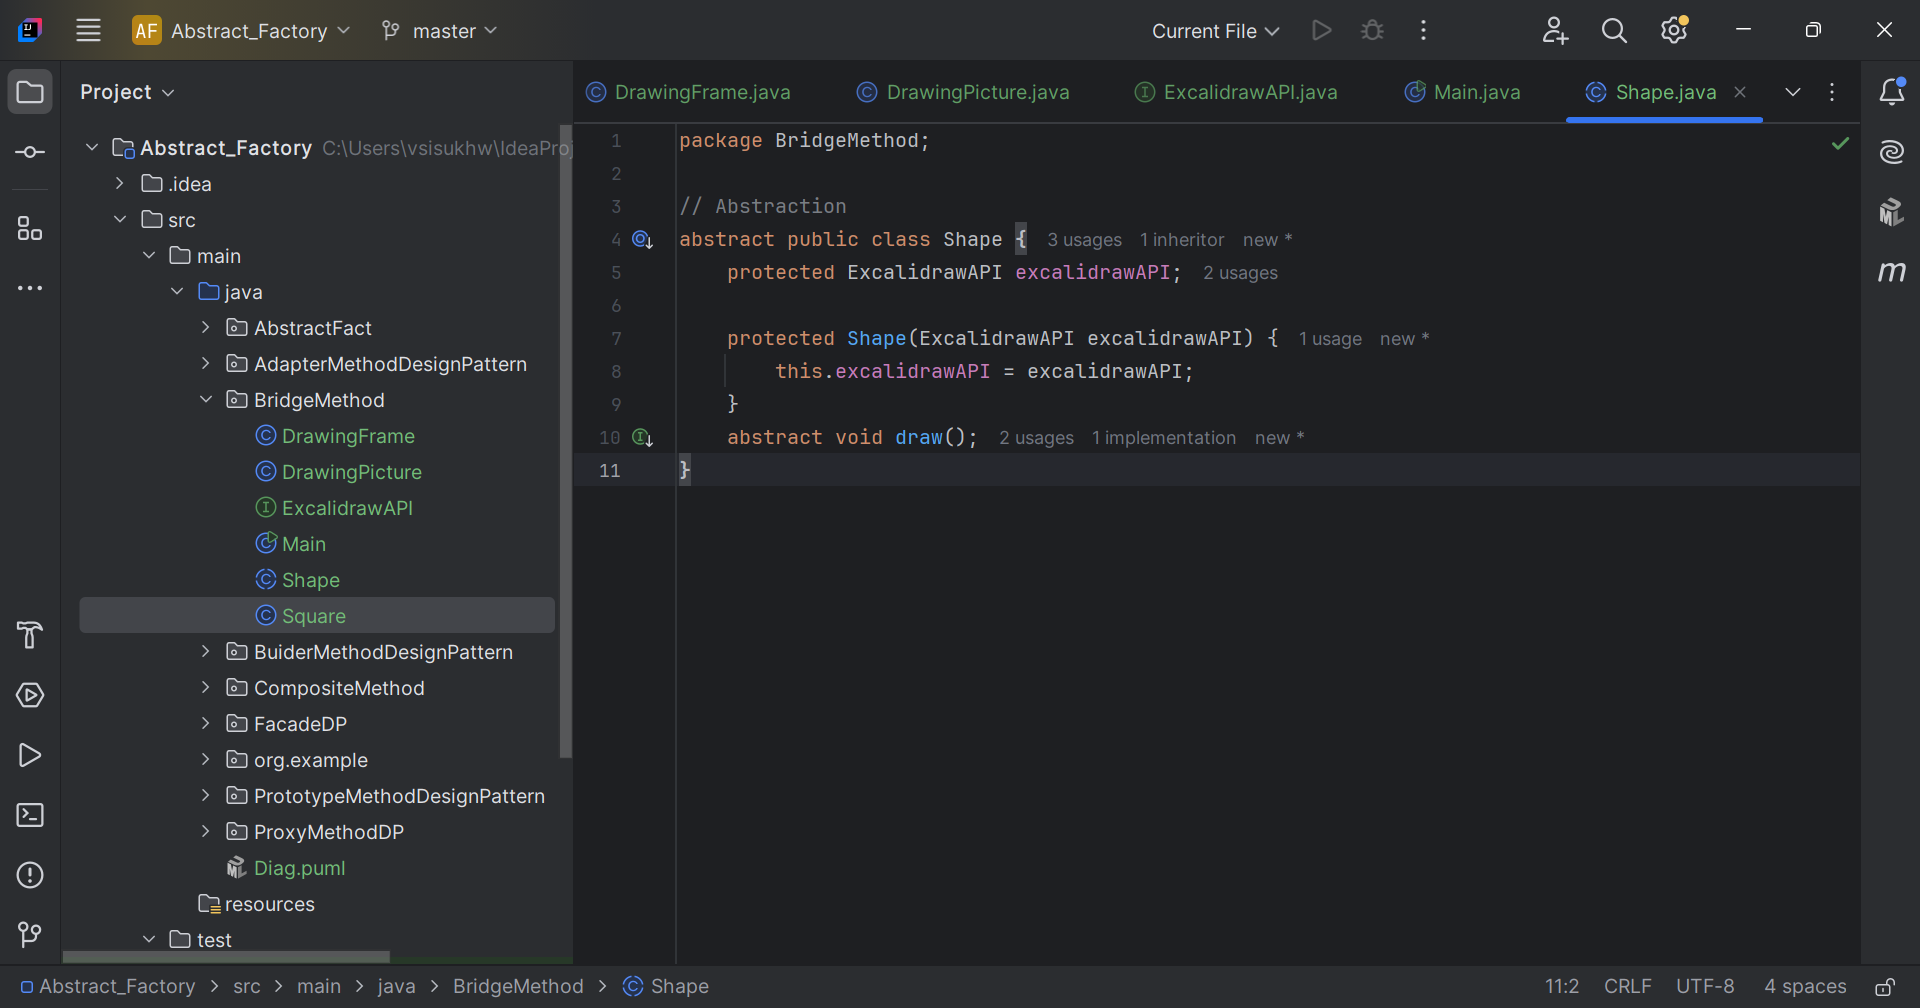 AF Abstract_Factory master Current File
Project
DrawingFrame.java DrawingPicture.java ExcalidrawAPI.java Main.java Shape.java
Abstract_Factory C:\Users\vsisukhw\IdeaProj
.idea
src
main
java
AbstractFact
AdapterMethodDesignPattern
BridgeMethod
DrawingFrame
DrawingPicture
ExcalidrawAPI
Main
Shape
Square
BuiderMethodDesignPattern
CompositeMethod
FacadeDP
org.example
PrototypeMethodDesignPattern
ProxyMethodDP
Diag.puml
resources
test
1 package BridgeMethod;
2
3 // Abstraction
4 abstract public class Shape { 3 usages 1 inheritor new *
5 protected ExcalidrawAPI excalidrawAPI; 2 usages
6
7 protected Shape(ExcalidrawAPI excalidrawAPI) { 1 usage new *
8 this.excalidrawAPI = excalidrawAPI;
9 }
10 abstract void draw(); 2 usages 1 implementation new *
11 }
Abstract_Factory > src > main > java > BridgeMethod > Shape 11:2 CRLF UTF-8 4 spaces